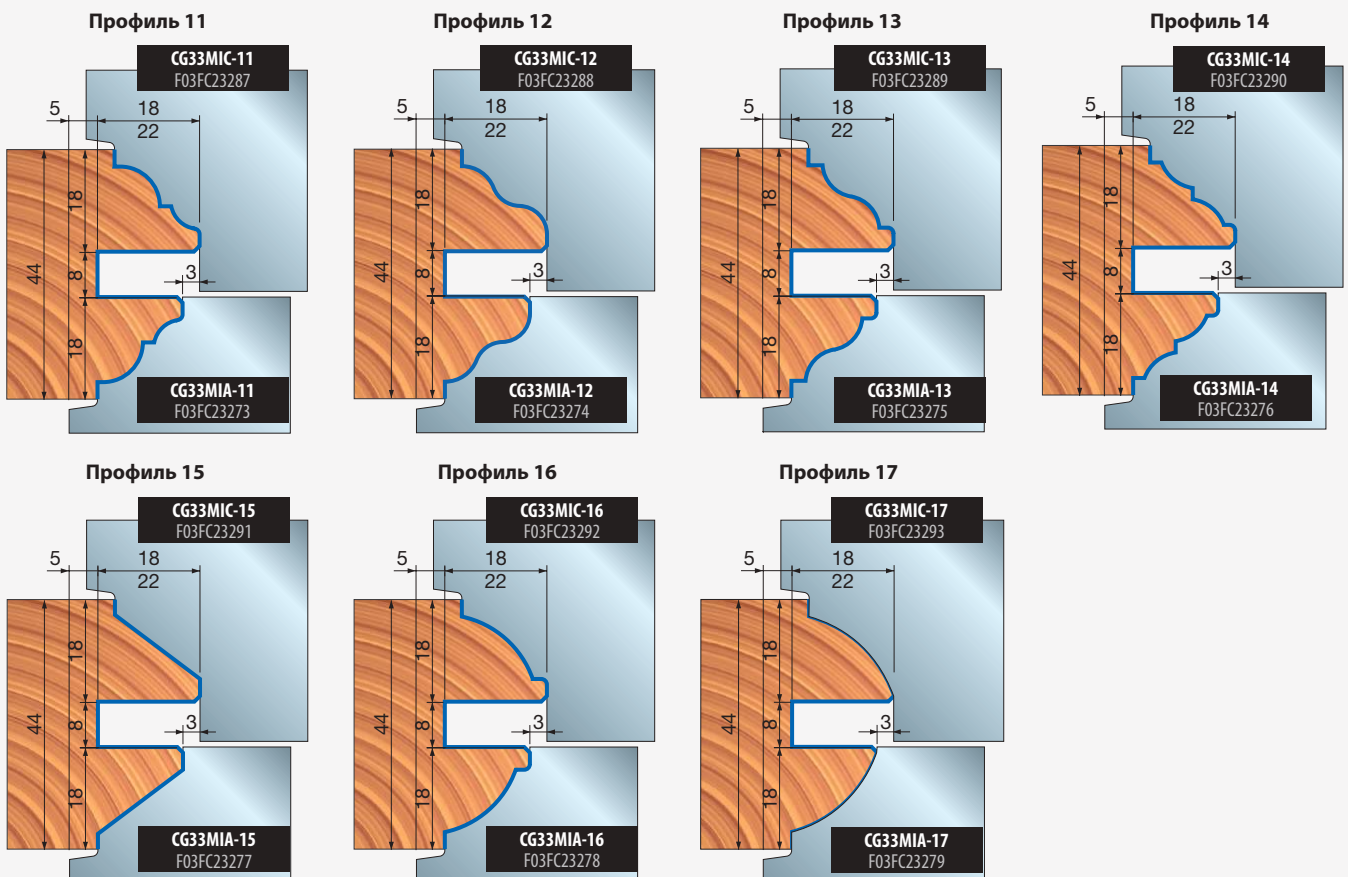 Профиль 11
CG33MIC-11
F03FC23287
5
18
22
18
44
8
3
18
CG33MIA-11
F03FC23273
Профиль 12
CG33MIC-12
F03FC23288
5
18
22
18
44
8
3
18
CG33MIA-12
F03FC23274
Профиль 13
CG33MIC-13
F03FC23289
5
18
22
18
44
8
3
18
CG33MIA-13
F03FC23275
Профиль 14
CG33MIC-14
F03FC23290
5
18
22
18
44
8
3
18
CG33MIA-14
F03FC23276
Профиль 15
CG33MIC-15
F03FC23291
5
18
22
18
44
8
3
18
CG33MIA-15
F03FC23277
Профиль 16
CG33MIC-16
F03FC23292
5
18
22
18
44
8
3
18
CG33MIA-16
F03FC23278
Профиль 17
CG33MIC-17
F03FC23293
5
18
22
18
44
8
3
18
CG33MIA-17
F03FC23279